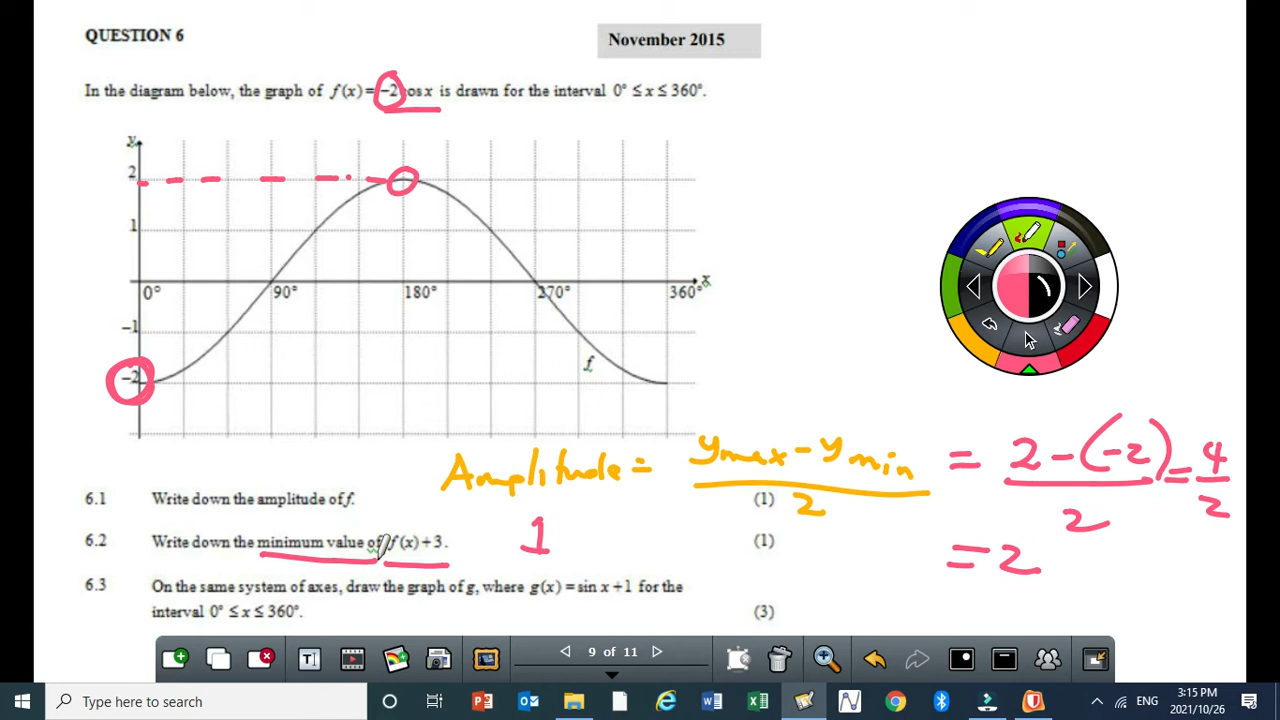 QUESTION 6
November 2015
In the diagram below, the graph of f(x) = −2cos x is drawn for the interval 0° ≤ x ≤ 360°.
y
2
1
0°
90°
180°
270°
360°
x
−1
−2
f
Amplitude = ymax − ymin / 2 = 2 − (−2) / 2 = 4 / 2
= 2
6.1 Write down the amplitude of f. (1)
6.2 Write down the minimum value of f(x) + 3. 1 (1)
6.3 On the same system of axes, draw the graph of g, where g(x) = sin x + 1 for the
interval 0° ≤ x ≤ 360°. (3)
9 of 11
Type here to search
ENG
3:15 PM
2021/10/26